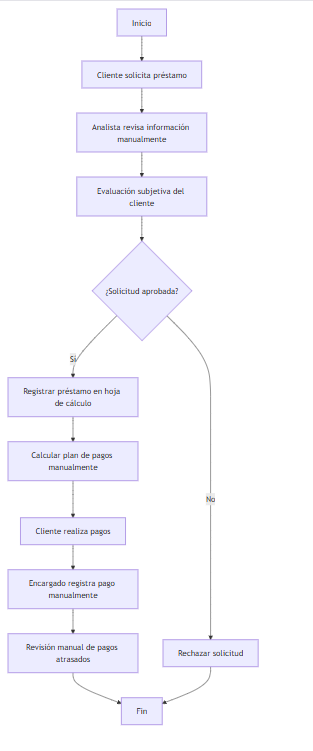 Inicio
Cliente solicita préstamo
Analista revisa información
manualmente
Evaluación subjetiva del
cliente
¿Solicitud aprobada?
Si
Registrar préstamo en hoja
de cálculo
Calcular plan de pagos
manualmente
Cliente realiza pagos
No
Encargado registra pago
manualmente
Revisión manual de pagos
atrasados
Rechazar solicitud
Fin